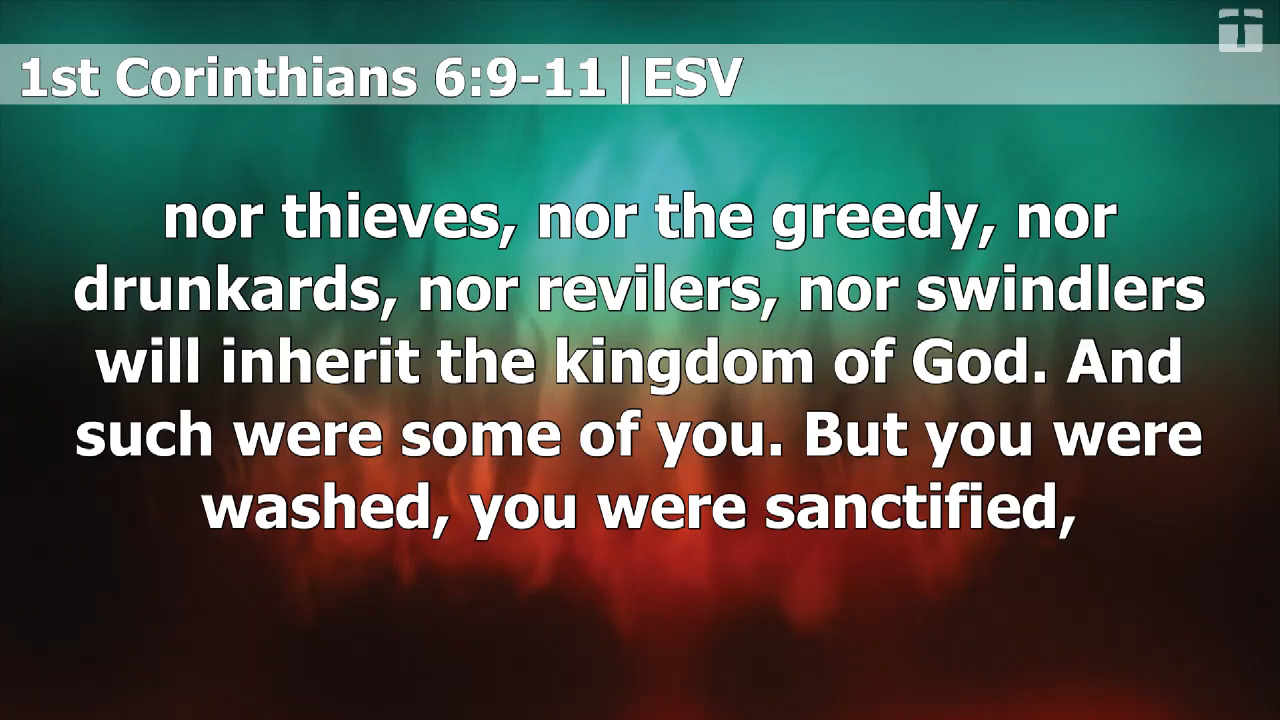 1st Corinthians 6:9-11|ESV
nor thieves, nor the greedy, nor
drunkards, nor revilers, nor swindlers
will inherit the kingdom of God. And
such were some of you. But you were
washed, you were sanctified,